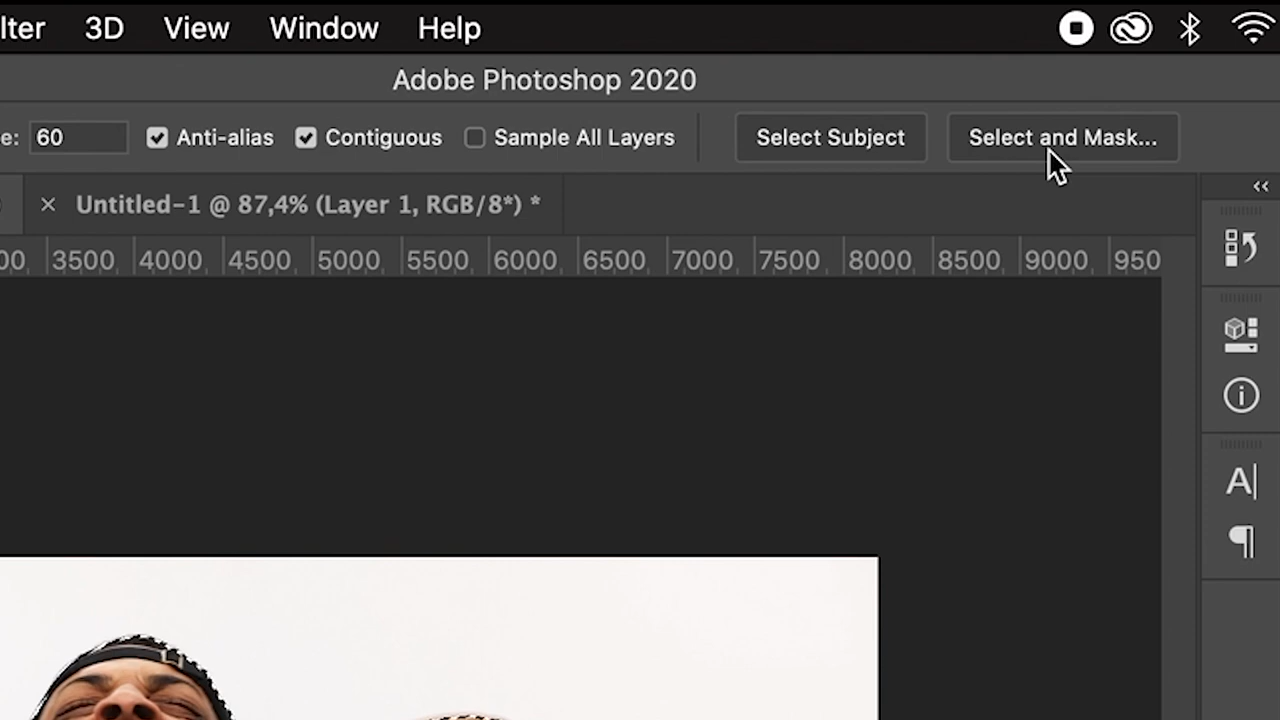 lter 3D View Window Help
Adobe Photoshop 2020
e: 60 Anti-alias Contiguous Sample All Layers Select Subject Select and Mask...
× Untitled-1 @ 87,4% (Layer 1, RGB/8*) *
00 3500 4000 4500 5000 5500 6000 6500 7000 7500 8000 8500 9000 950
A